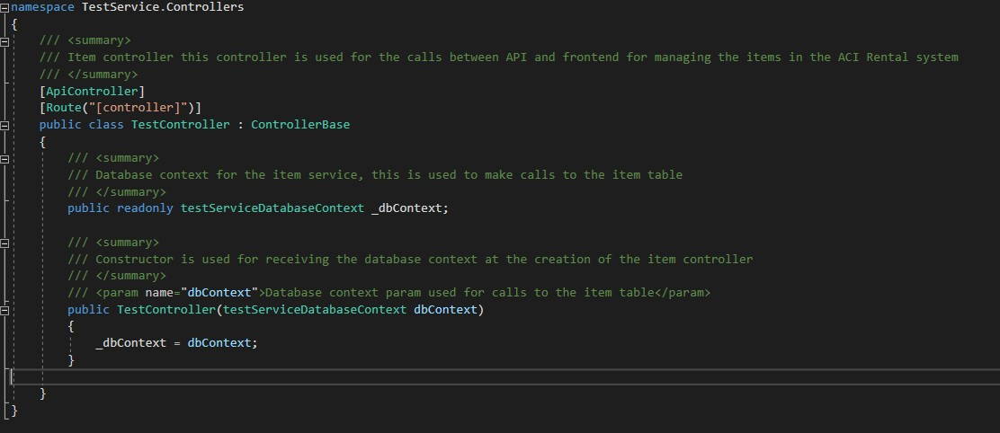 namespace TestService.Controllers
{
    /// <summary>
    /// Item controller this controller is used for the calls between API and frontend for managing the items in the ACI Rental system
    /// </summary>
    [ApiController]
    [Route("[controller]")]
    public class TestController : ControllerBase
    {
        /// <summary>
        /// Database context for the item service, this is used to make calls to the item table
        /// </summary>
        public readonly testServiceDatabaseContext _dbContext;

        /// <summary>
        /// Constructor is used for receiving the database context at the creation of the item controller
        /// </summary>
        /// <param name="dbContext">Database context param used for calls to the item table</param>
        public TestController(testServiceDatabaseContext dbContext)
        {
            _dbContext = dbContext;
        }

    }
}